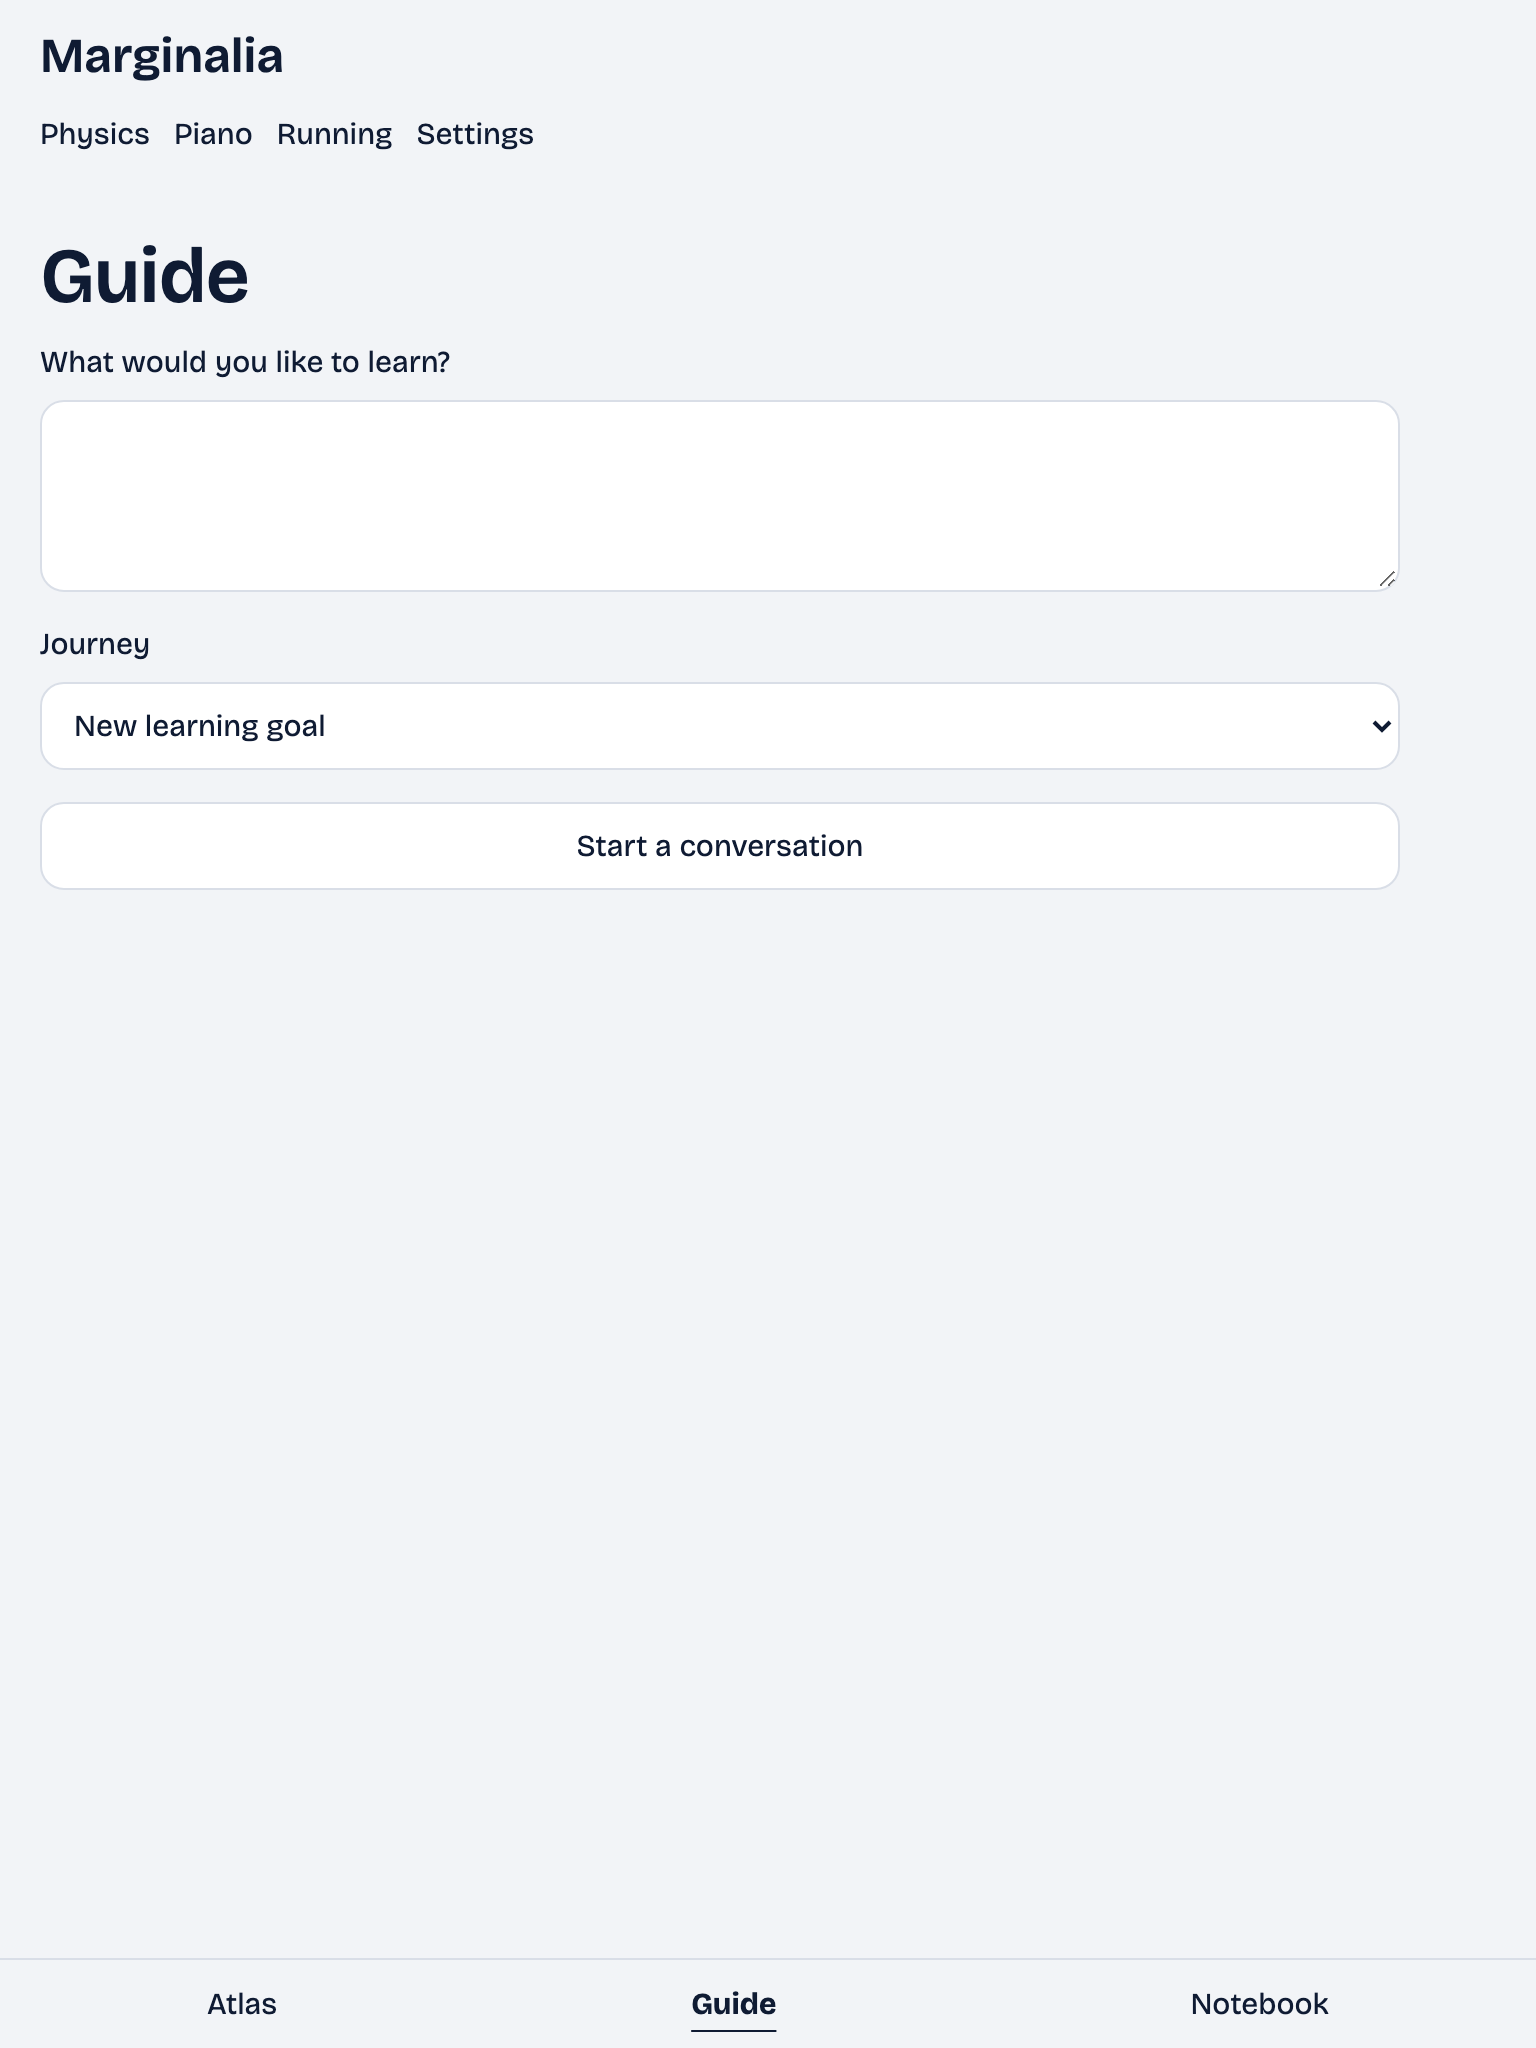 Marginalia
Physics Piano Running Settings
Guide
What would you like to learn?
Journey
New learning goal
Start a conversation
Atlas Guide Notebook